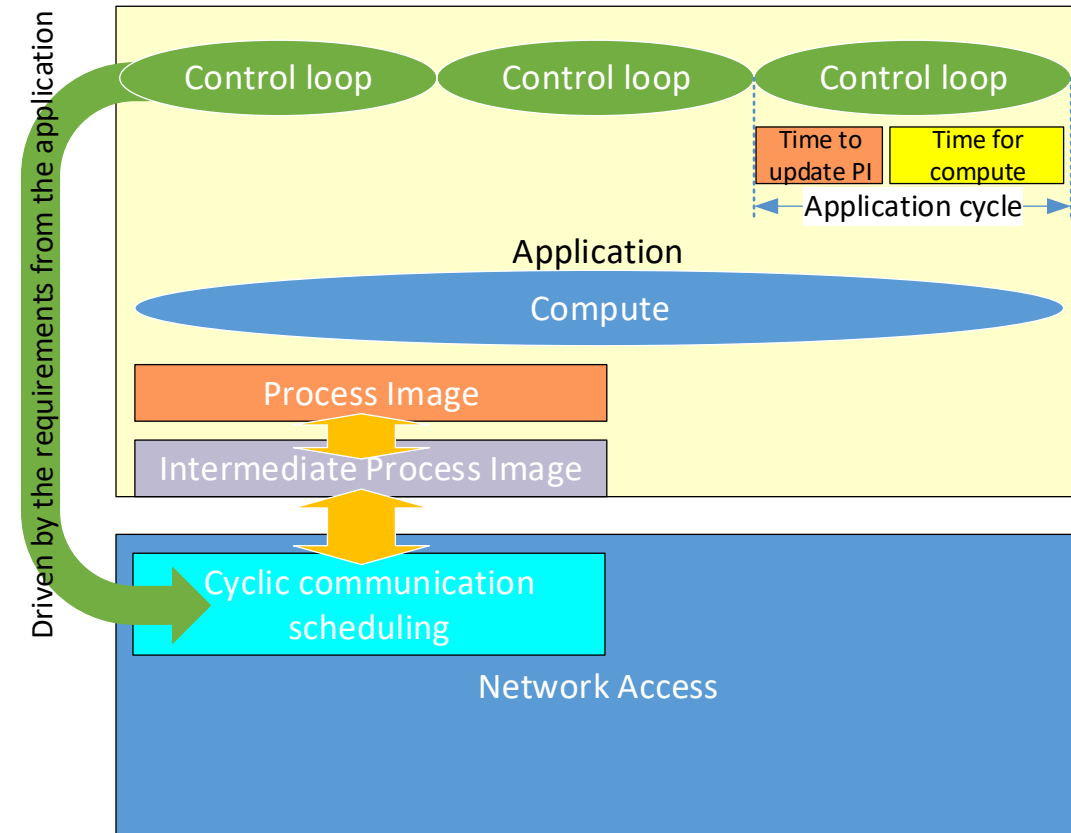 Driven by the requirements from the application
Control loop
Control loop
Control loop
Time to
update PI
Time for
compute
Application cycle
Application
Compute
Process Image
Intermediate Process Image
Cyclic communication
scheduling
Network Access